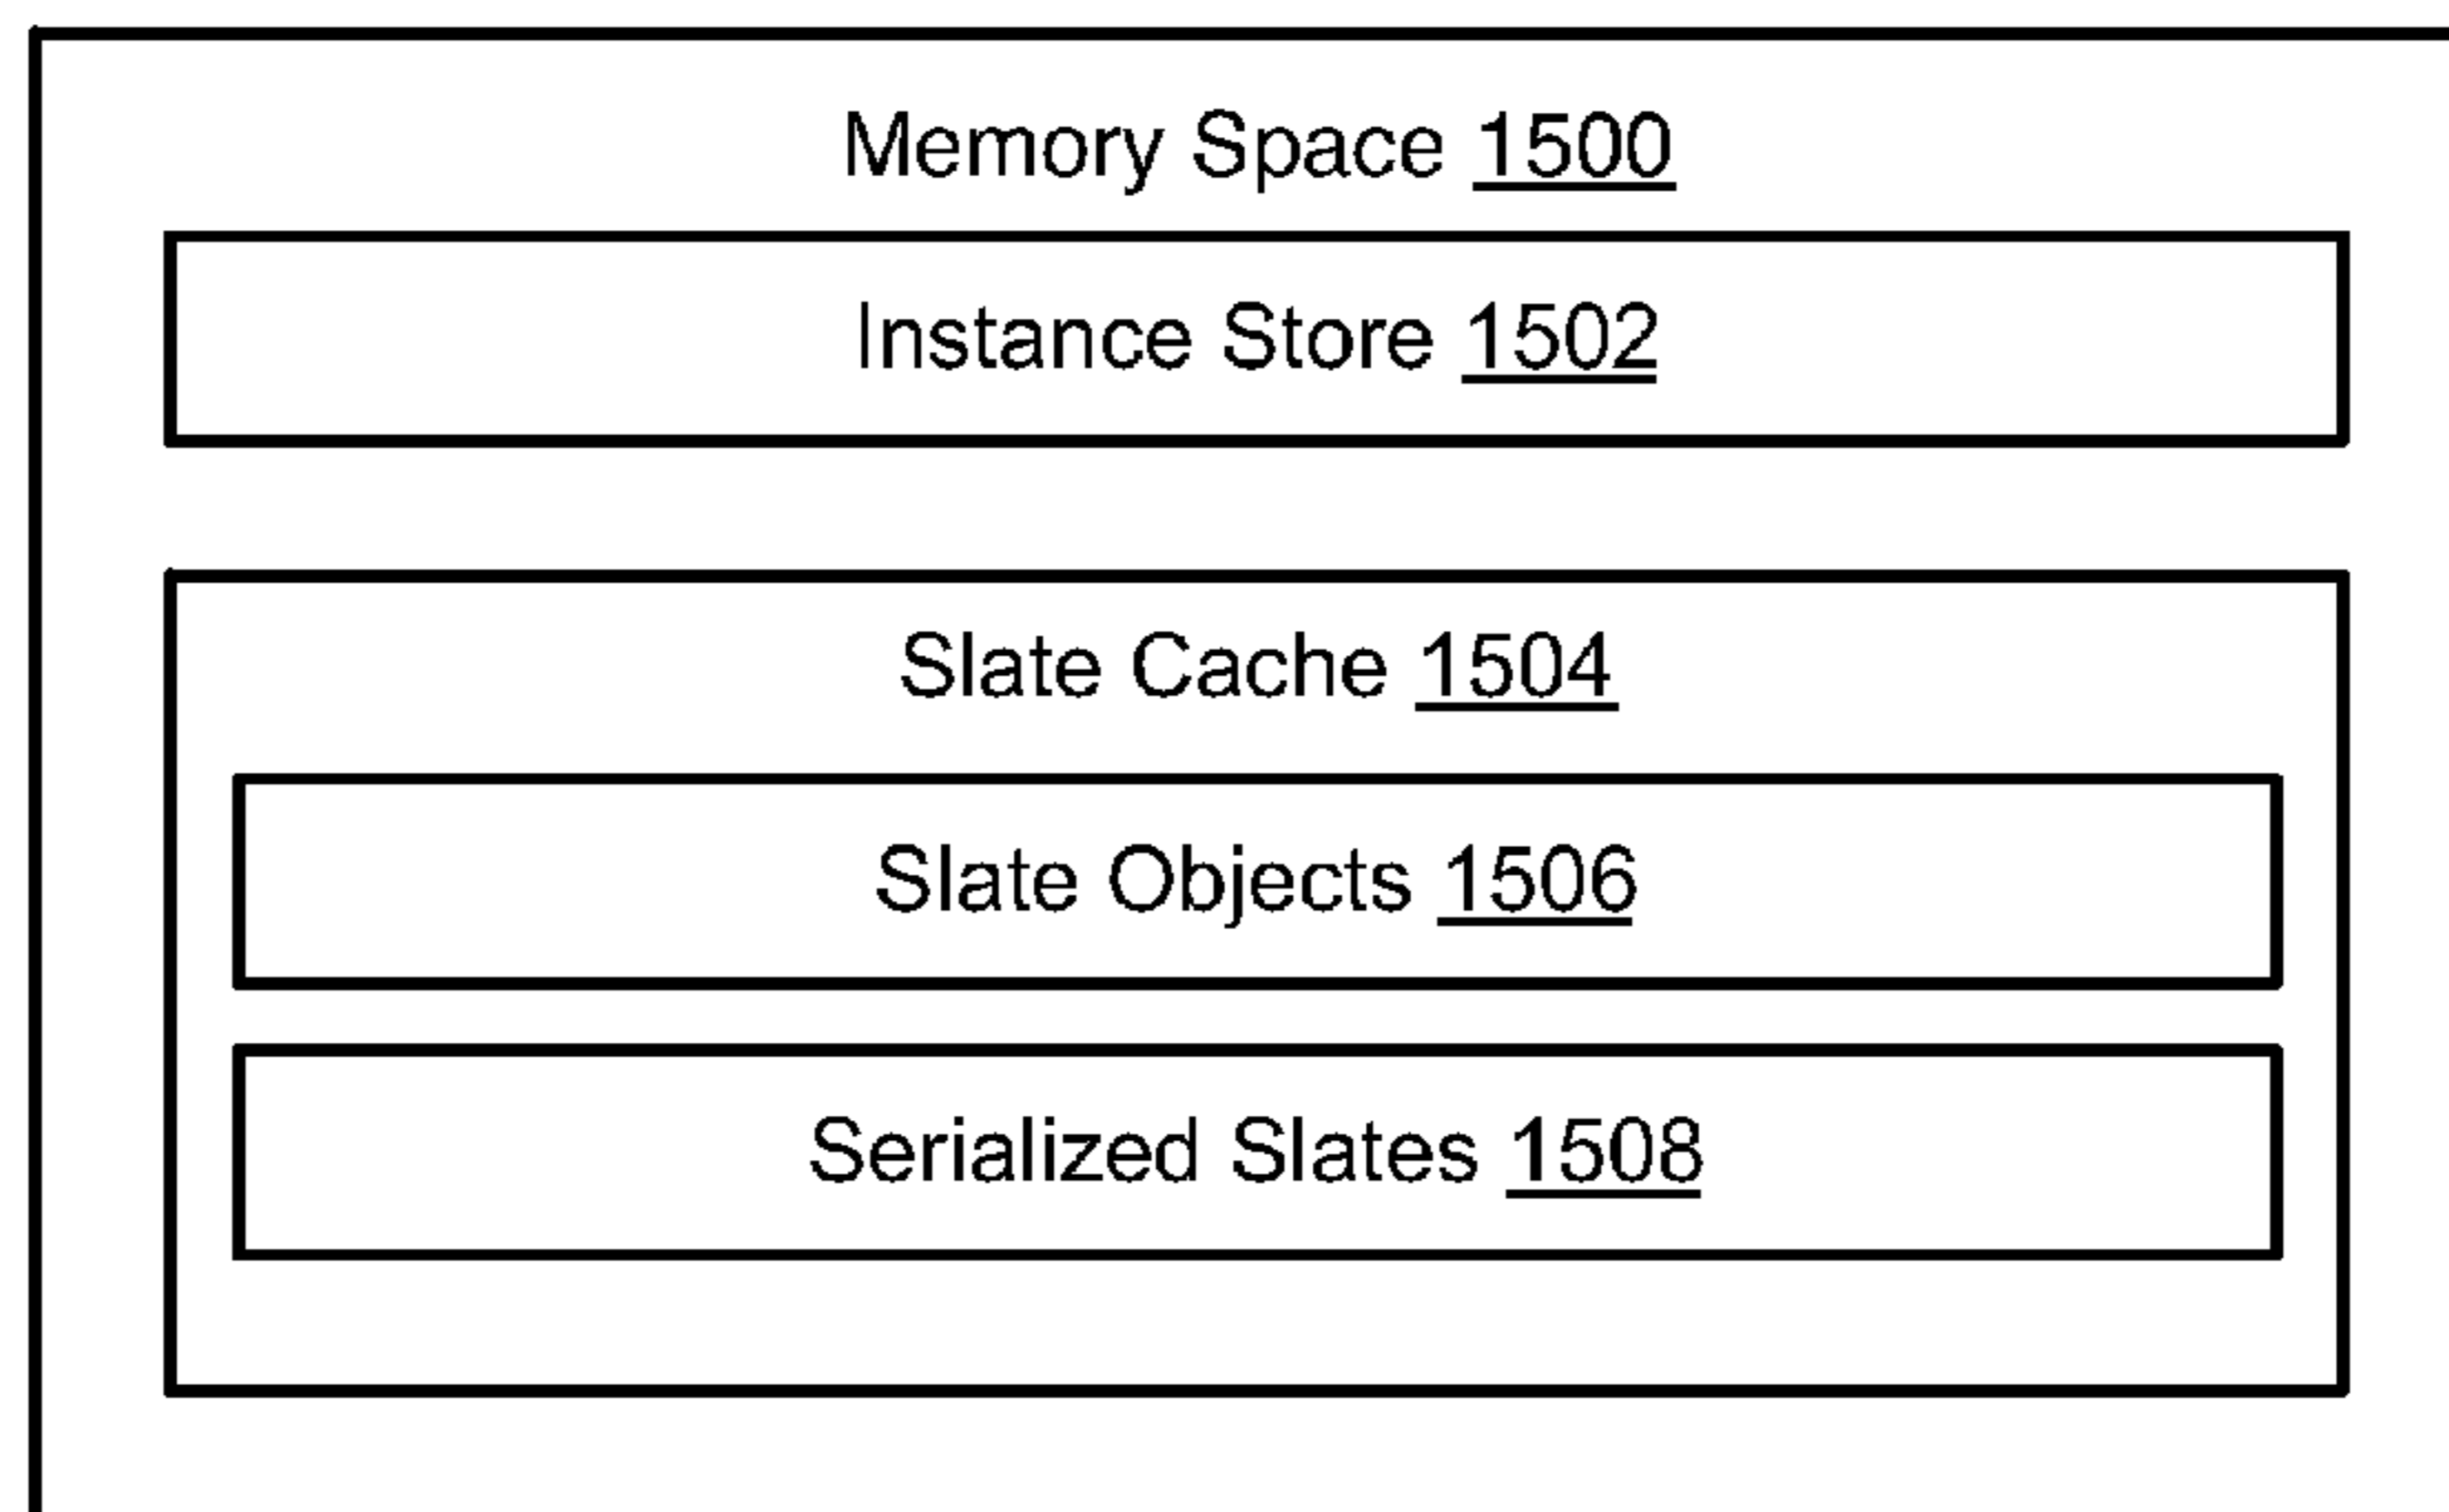 Memory Space 1500
Instance Store 1502
Slate Cache 1504
Slate Objects 1506
Serialized Slates 1508